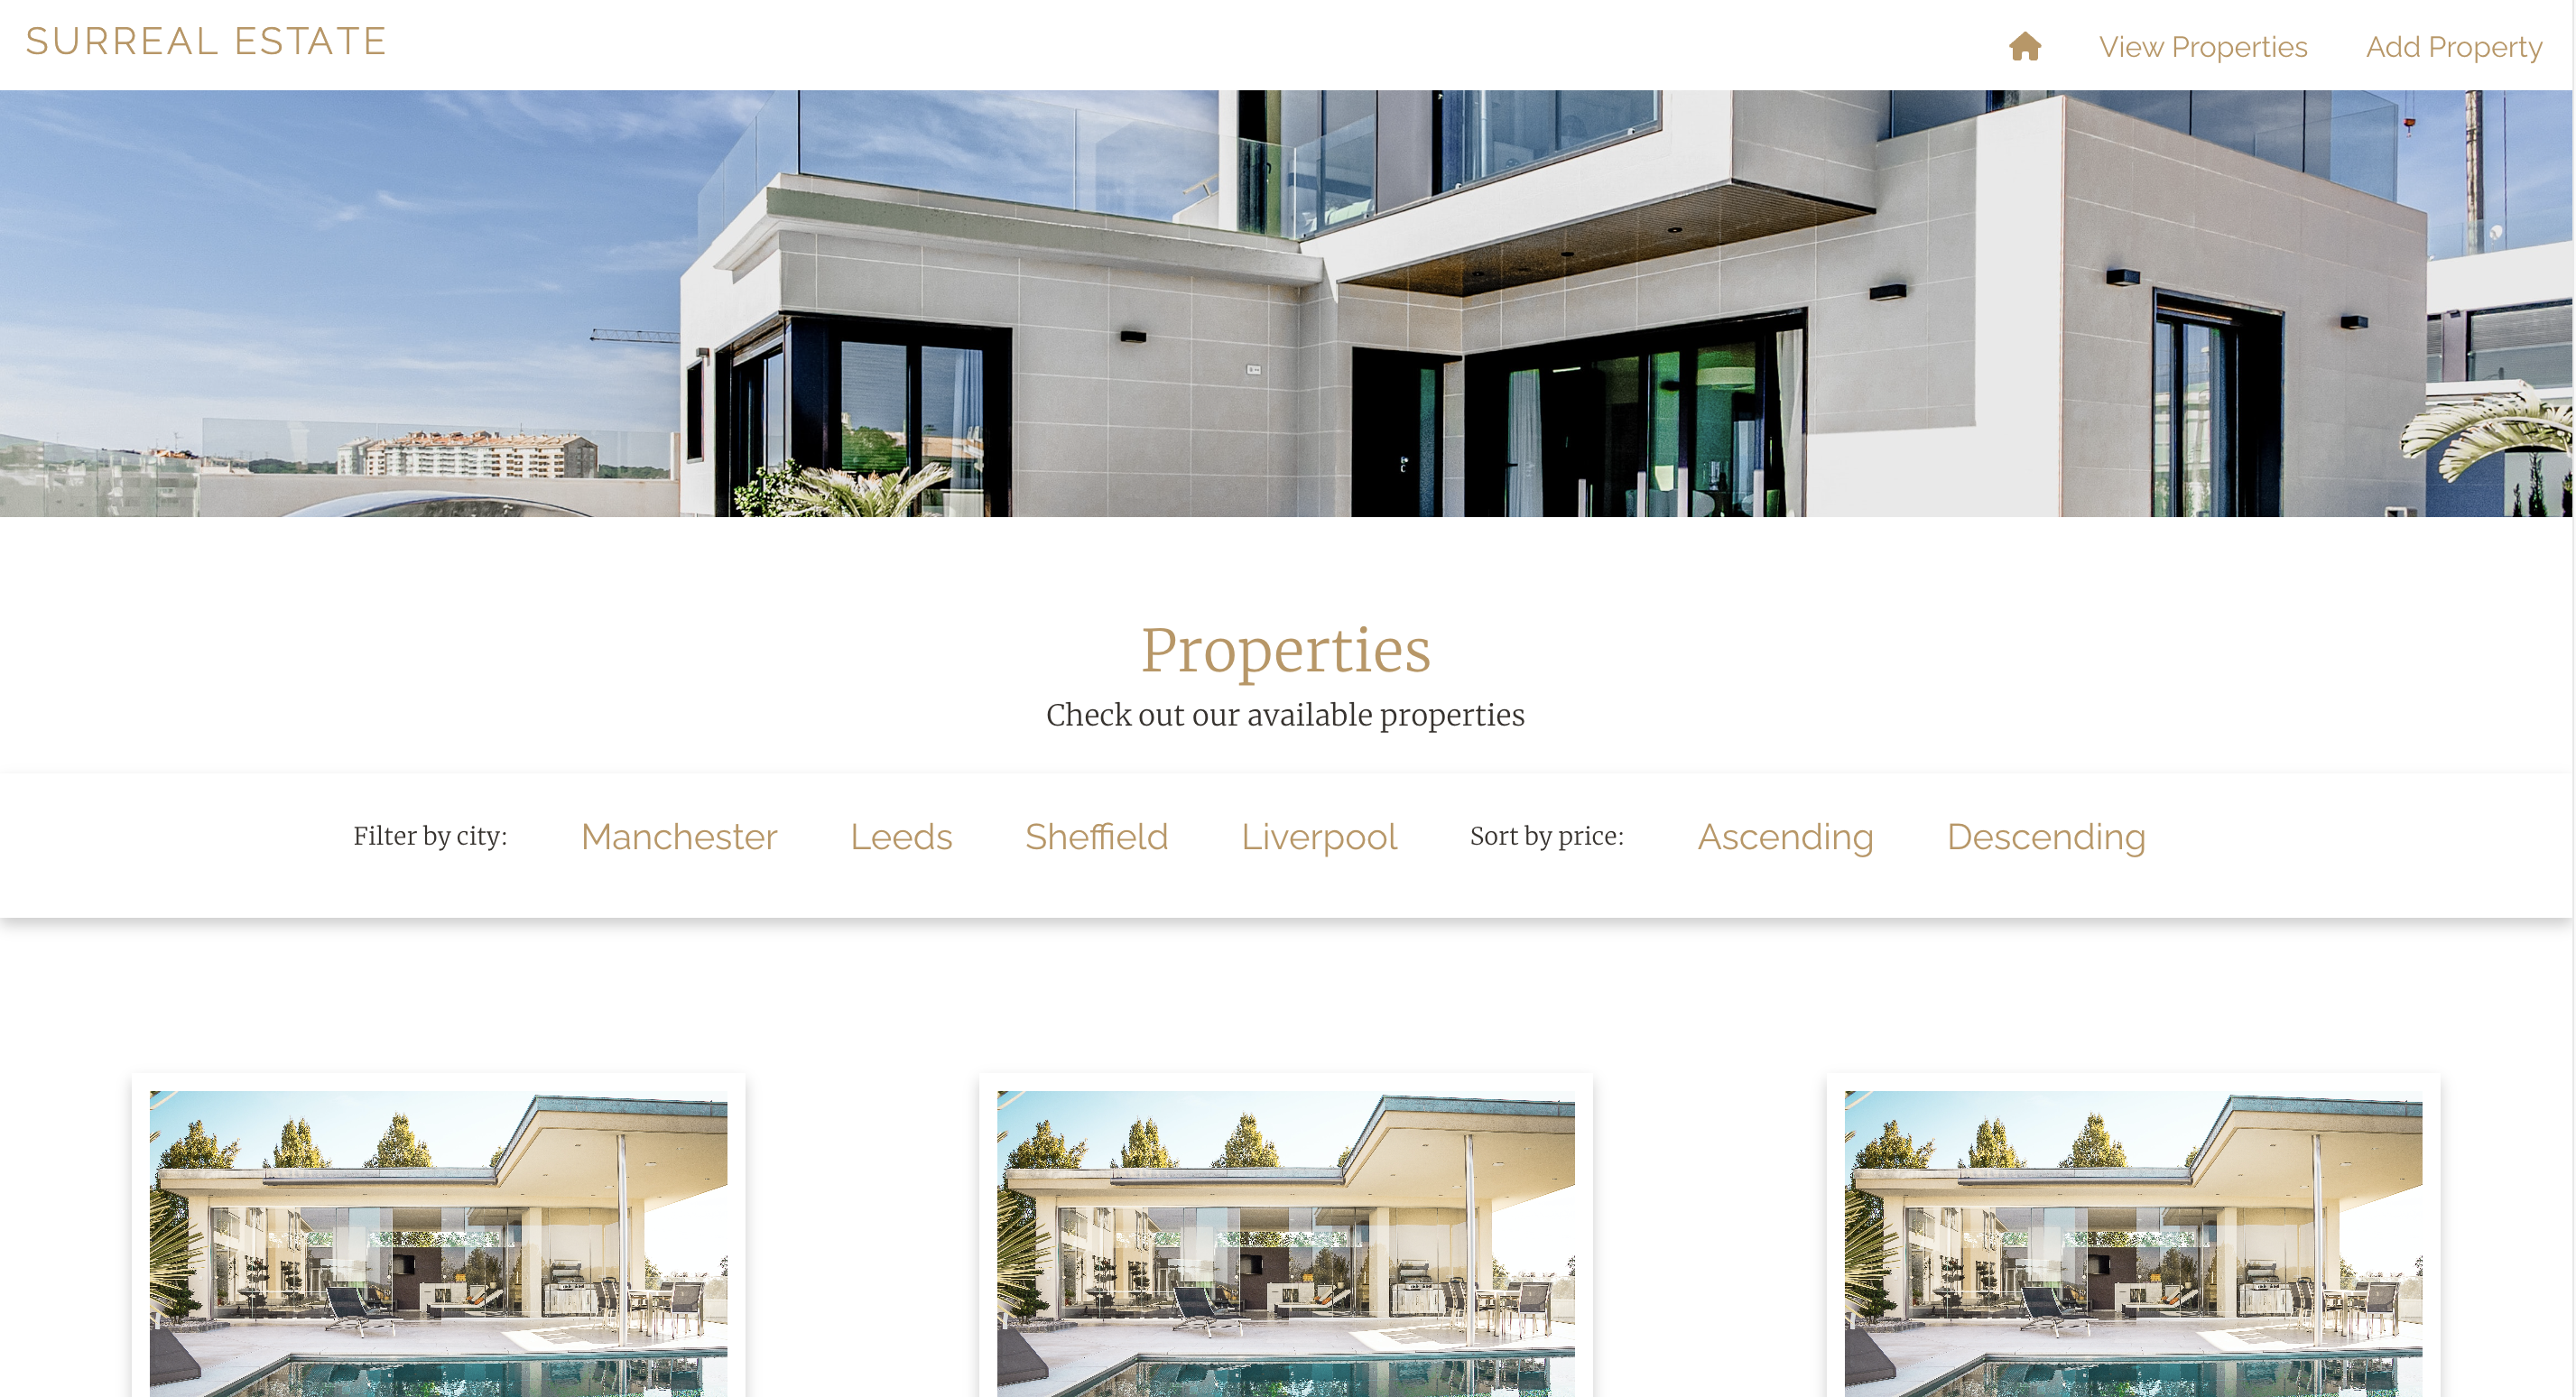 SURREAL ESTATE
View Properties
Add Property
Properties
Check out our available properties
Filter by city: Manchester Leeds Sheffield Liverpool Sort by price: Ascending Descending